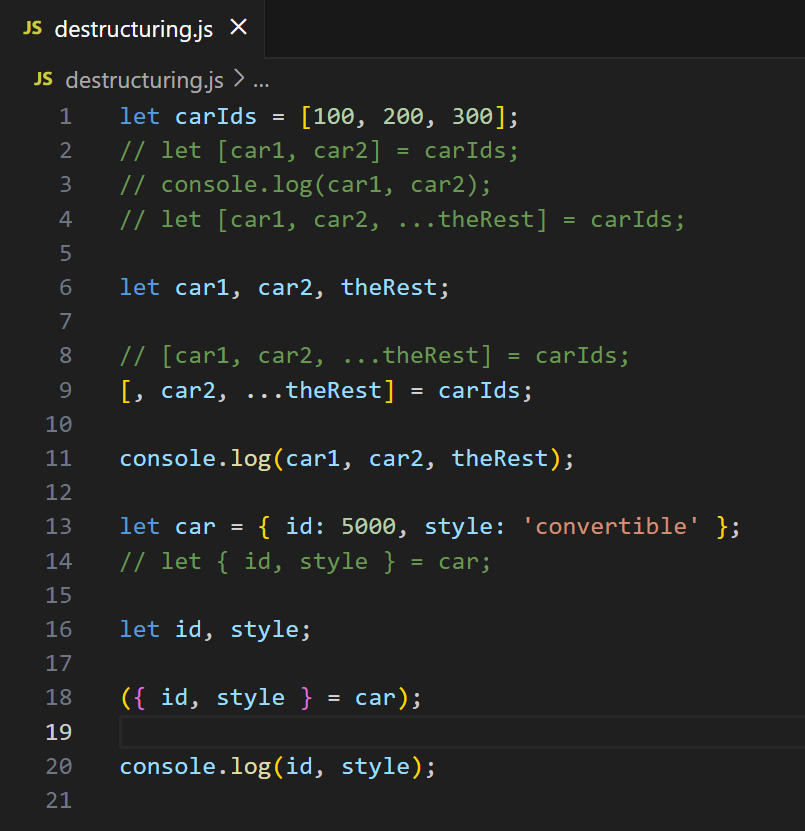 JS destructuring.js ×
JS destructuring.js > ...
1 let carIds = [100, 200, 300];
2 // let [car1, car2] = carIds;
3 // console.log(car1, car2);
4 // let [car1, car2, ...theRest] = carIds;
5
6 let car1, car2, theRest;
7
8 // [car1, car2, ...theRest] = carIds;
9 [, car2, ...theRest] = carIds;
10
11 console.log(car1, car2, theRest);
12
13 let car = { id: 5000, style: 'convertible' };
14 // let { id, style } = car;
15
16 let id, style;
17
18 ({ id, style } = car);
19
20 console.log(id, style);
21